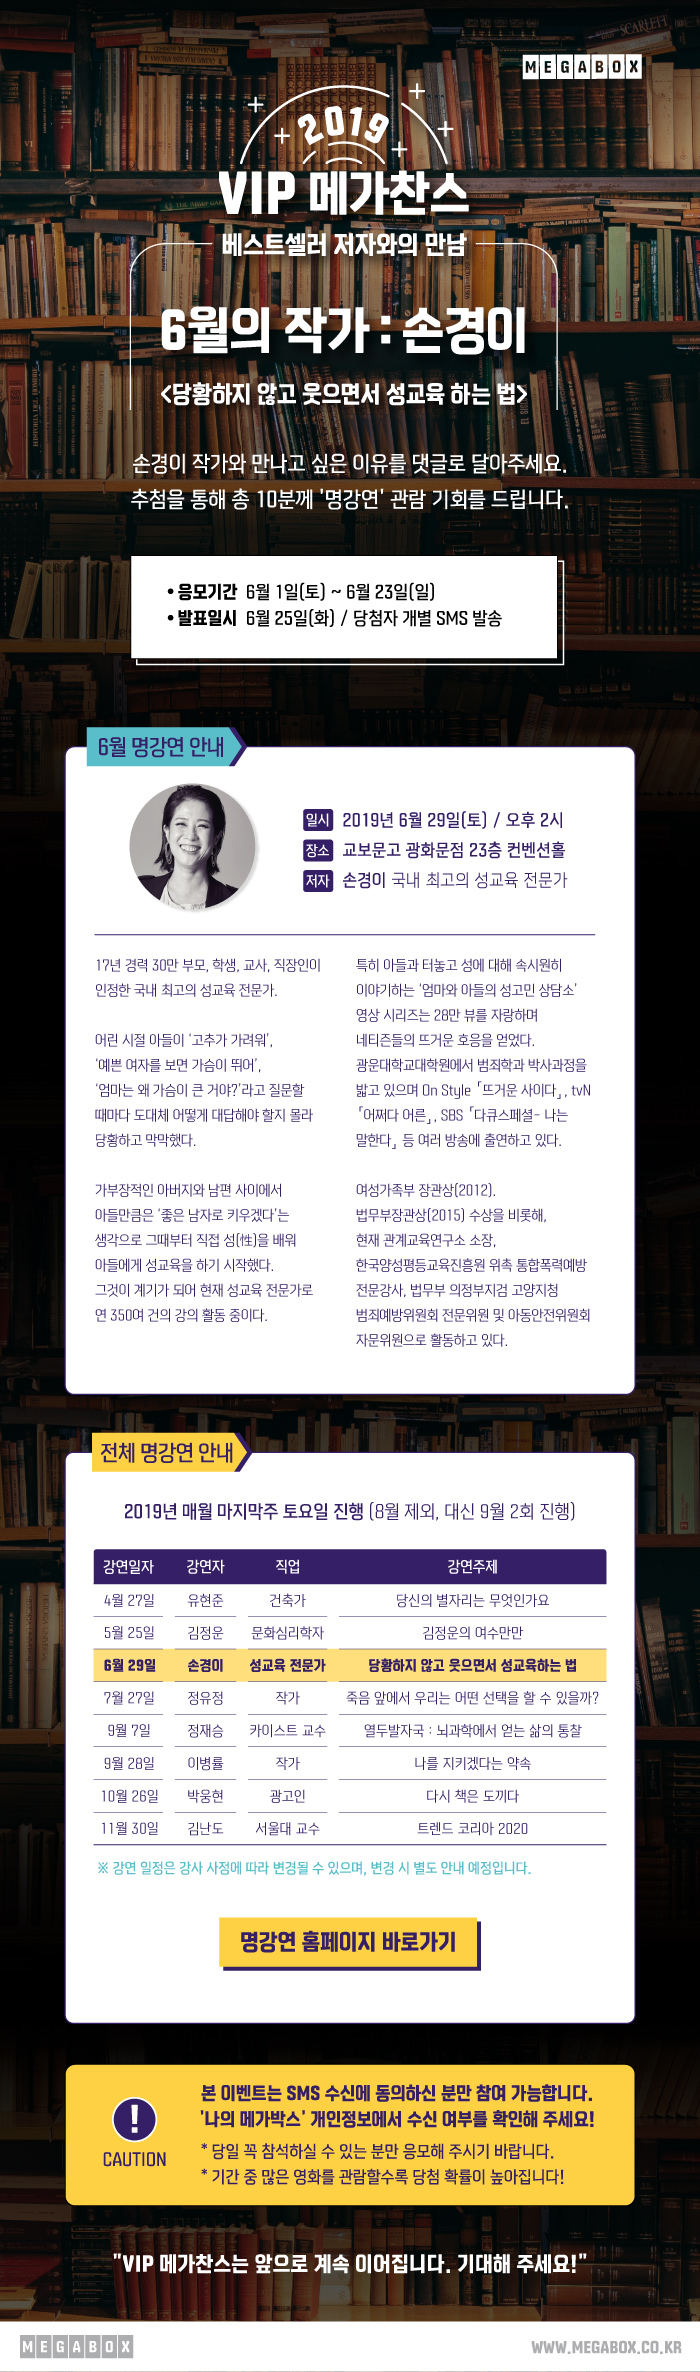 MEGABOX
2019
VIP 메가찬스
베스트셀러 저자와의 만남
6월의 작가 : 손경이
<당황하지 않고 웃으면서 성교육 하는 법>
손경이 작가와 만나고 싶은 이유를 댓글로 달아주세요.
추첨을 통해 총 10분께 '명강연' 관람 기회를 드립니다.
• 응모기간 6월 1일(토) ~ 6월 23일(일)
• 발표일시 6월 25일(화) / 당첨자 개별 SMS 발송
6월 명강연 안내
일시 2019년 6월 29일(토) / 오후 2시
장소 교보문고 광화문점 23층 컨벤션홀
저자 손경이 국내 최고의 성교육 전문가
17년 경력 30만 부모, 학생, 교사, 직장인이
인정한 국내 최고의 성교육 전문가.
어린 시절 아들이 '고추가 가려워',
'예쁜 여자를 보면 가슴이 뛰어',
'엄마는 왜 가슴이 큰 거야?'라고 질문할
때마다 도대체 어떻게 대답해야 할지 몰라
당황하고 막막했다.
가부장적인 아버지와 남편 사이에서
아들만큼은 '좋은 남자로 키우겠다'는
생각으로 그때부터 직접 성(性)을 배워
아들에게 성교육을 하기 시작했다.
그것이 계기가 되어 현재 성교육 전문가로
연 350여 건의 강의 활동 중이다.
특히 아들과 터놓고 성에 대해 속시원히
이야기하는 '엄마와 아들의 성고민 상담소'
영상 시리즈는 28만 뷰를 자랑하며
네티즌들의 뜨거운 호응을 얻었다.
광운대학교대학원에서 범죄학과 박사과정을
밟고 있으며 On Style 「뜨거운 사이다」, tvN
「어쩌다 어른」, SBS 「다큐스페셜- 나는
말한다」 등 여러 방송에 출연하고 있다.
여성가족부 장관상(2012).
법무부장관상(2015) 수상을 비롯해,
현재 관계교육연구소 소장,
한국양성평등교육진흥원 위촉 통합폭력예방
전문강사, 법무부 의정부지검 고양지청
범죄예방위원회 전문위원 및 아동안전위원회
자문위원으로 활동하고 있다.
전체 명강연 안내
2019년 매월 마지막주 토요일 진행 (8월 제외, 대신 9월 2회 진행)
강연일자 강연자 직업 강연주제
4월 27일 유현준 건축가 당신의 별자리는 무엇인가요
5월 25일 김정운 문화심리학자 김정운의 여수만만
6월 29일 손경이 성교육 전문가 당황하지 않고 웃으면서 성교육하는 법
7월 27일 정유정 작가 죽음 앞에서 우리는 어떤 선택을 할 수 있을까?
9월 7일 정재승 카이스트 교수 열두발자국 : 뇌과학에서 얻는 삶의 통찰
9월 28일 이병률 작가 나를 지키겠다는 약속
10월 26일 박웅현 광고인 다시 책은 도끼다
11월 30일 김난도 서울대 교수 트렌드 코리아 2020
※ 강연 일정은 강사 사정에 따라 변경될 수 있으며, 변경 시 별도 안내 예정입니다.
명강연 홈페이지 바로가기
본 이벤트는 SMS 수신에 동의하신 분만 참여 가능합니다.
'나의 메가박스' 개인정보에서 수신 여부를 확인해 주세요!
CAUTION
* 당일 꼭 참석하실 수 있는 분만 응모해 주시기 바랍니다.
* 기간 중 많은 영화를 관람할수록 당첨 확률이 높아집니다!
"VIP 메가찬스는 앞으로 계속 이어집니다. 기대해 주세요!"
MEGABOX
WWW.MEGABOX.CO.KR